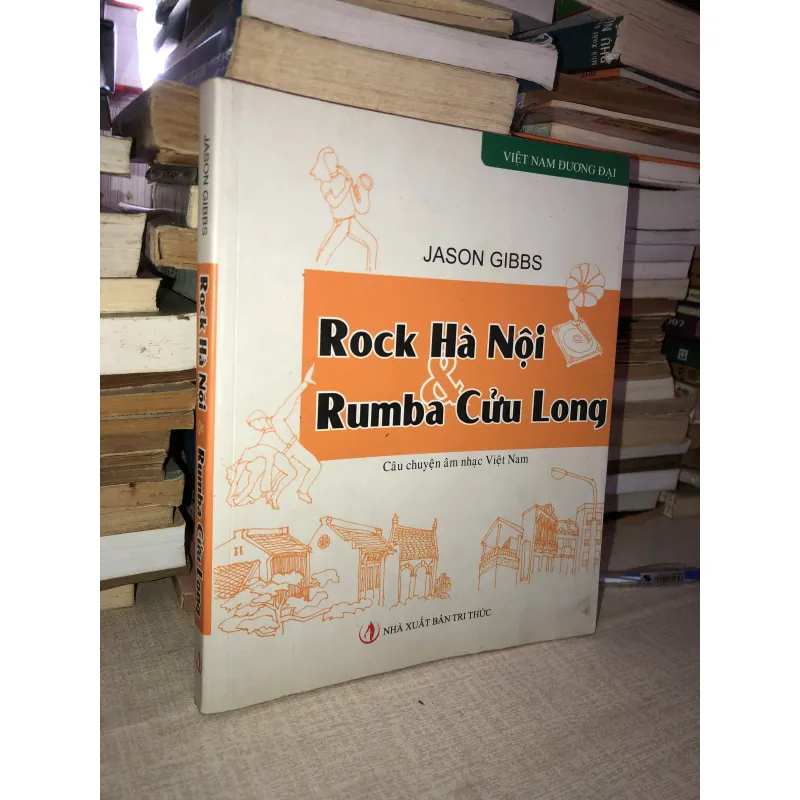 VIỆT NAM ĐƯƠNG ĐẠI
JASON GIBBS
Rock Hà Nội
&
Rumba Cửu Long
Câu chuyện âm nhạc Việt Nam
NHÀ XUẤT BẢN TRI THỨC
JASON GIBBS
Rock Hà Nội & Rumba Cửu Long